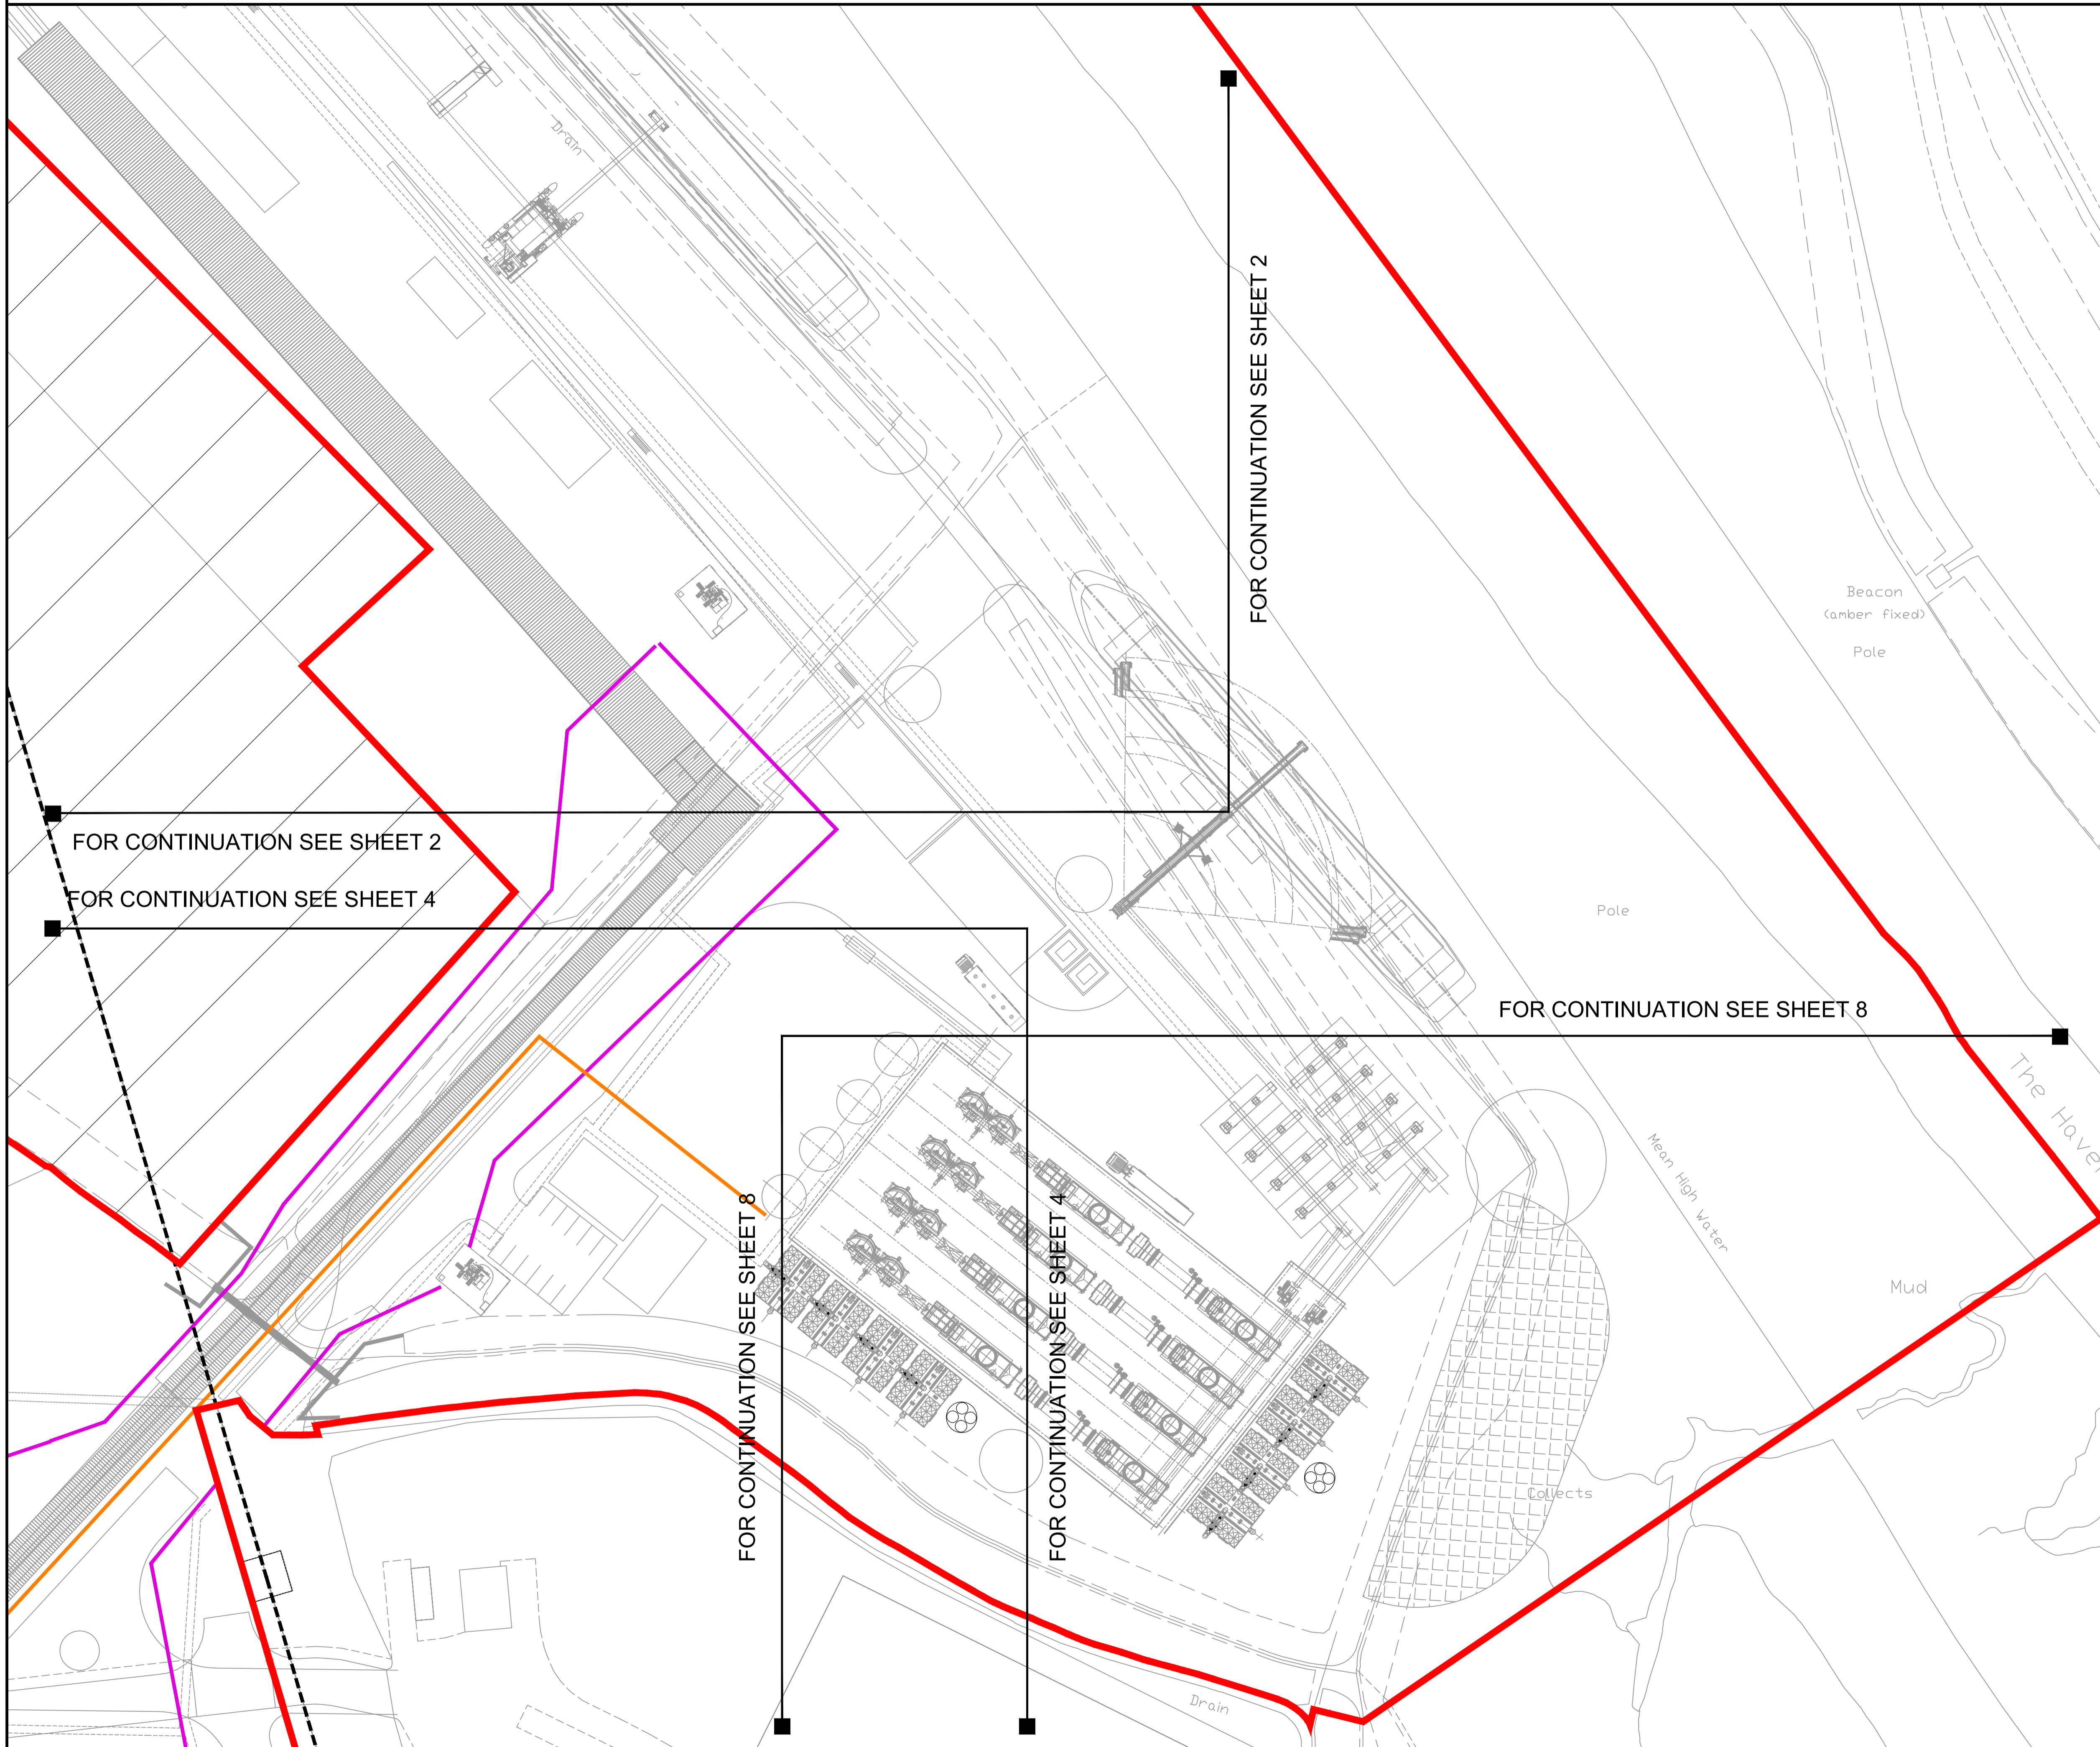 Drain
FOR CONTINUATION SEE SHEET 2
Beacon
(amber fixed)
Pole
FOR CONTINUATION SEE SHEET 2
FOR CONTINUATION SEE SHEET 4
Pole
FOR CONTINUATION SEE SHEET 8
The Have
Mean High Water
FOR CONTINUATION SEE SHEET 8
FOR CONTINUATION SEE SHEET 4
Mud
Collects
Drain